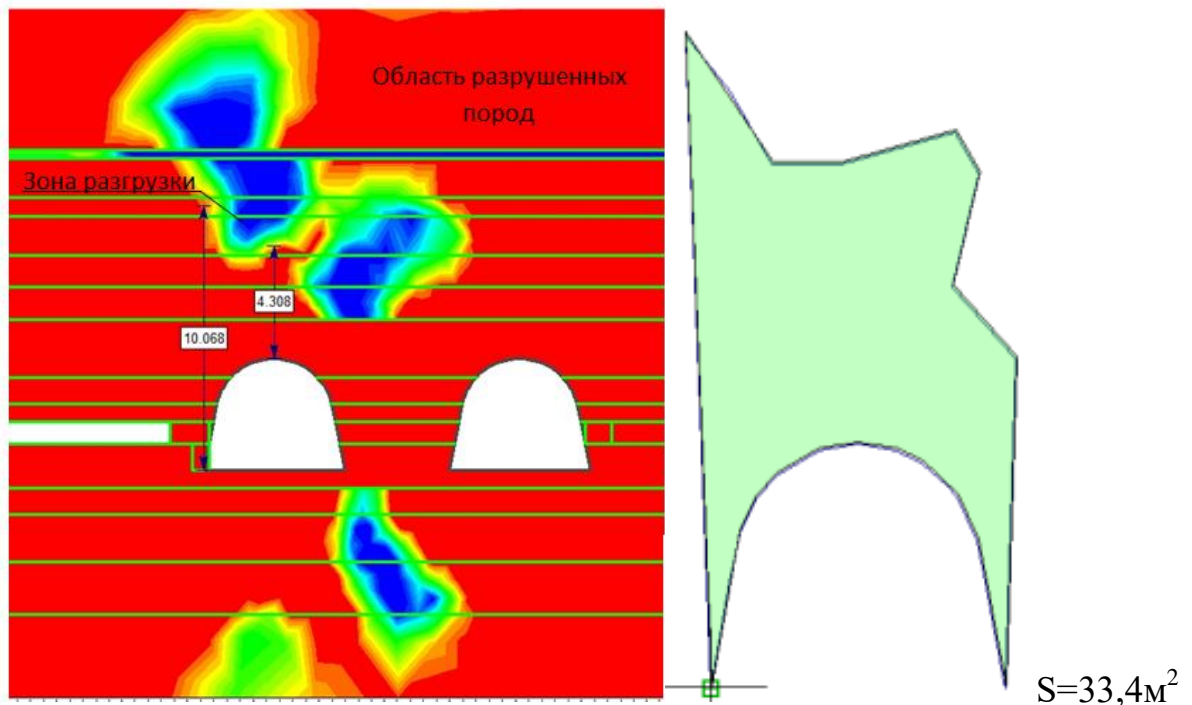 Область разрушенных
пород
Зона разгрузки
4.308
10.068
S=33,4м²